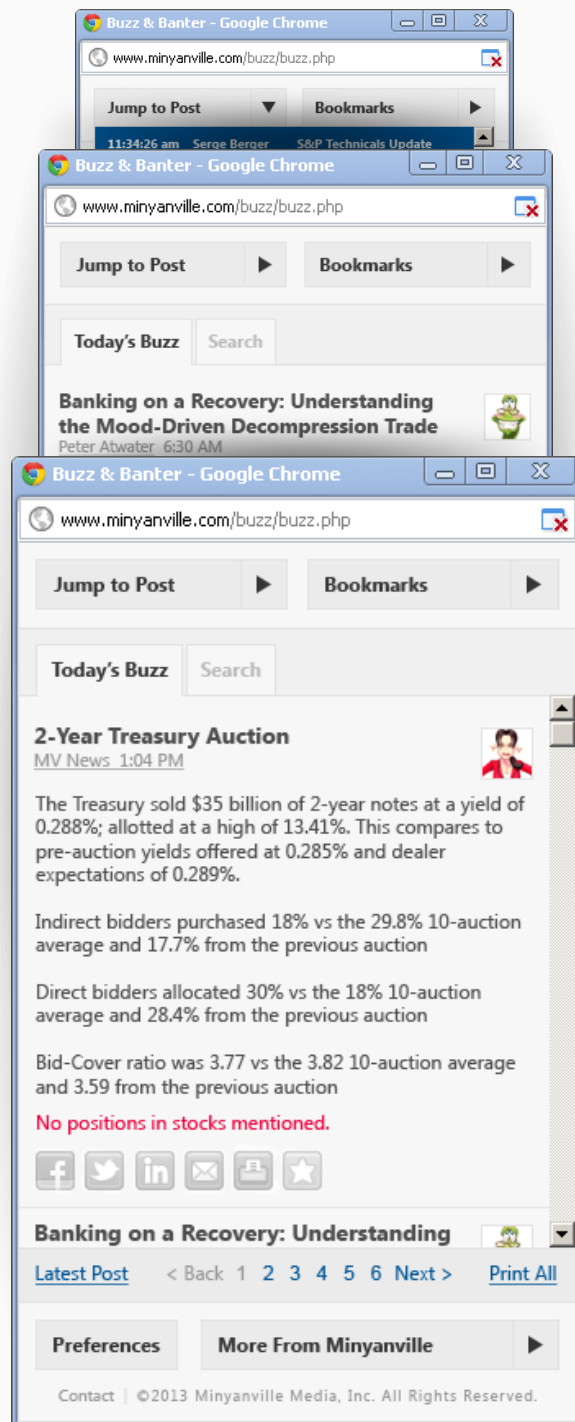 Buzz & Banter - Google Chrome
www.minyanville.com/buzz/buzz.php
Jump to Post Bookmarks
11:34:26 am Serge Berger S&P Technicals Update
Buzz & Banter - Google Chrome
www.minyanville.com/buzz/buzz.php
Jump to Post Bookmarks
Today's Buzz Search
Banking on a Recovery: Understanding
the Mood-Driven Decompression Trade
Peter Atwater 6:30 AM
Buzz & Banter - Google Chrome
www.minyanville.com/buzz/buzz.php
Jump to Post Bookmarks
Today's Buzz Search
2-Year Treasury Auction
MV News 1:04 PM
The Treasury sold $35 billion of 2-year notes at a yield of
0.288%; allotted at a high of 13.41%. This compares to
pre-auction yields offered at 0.285% and dealer
expectations of 0.289%.
Indirect bidders purchased 18% vs the 29.8% 10-auction
average and 17.7% from the previous auction
Direct bidders allocated 30% vs the 18% 10-auction
average and 28.4% from the previous auction
Bid-Cover ratio was 3.77 vs the 3.82 10-auction average
and 3.59 from the previous auction
No positions in stocks mentioned.
Banking on a Recovery: Understanding
Latest Post < Back 1 2 3 4 5 6 Next > Print All
Preferences More From Minyanville
Contact | ©2013 Minyanville Media, Inc. All Rights Reserved.